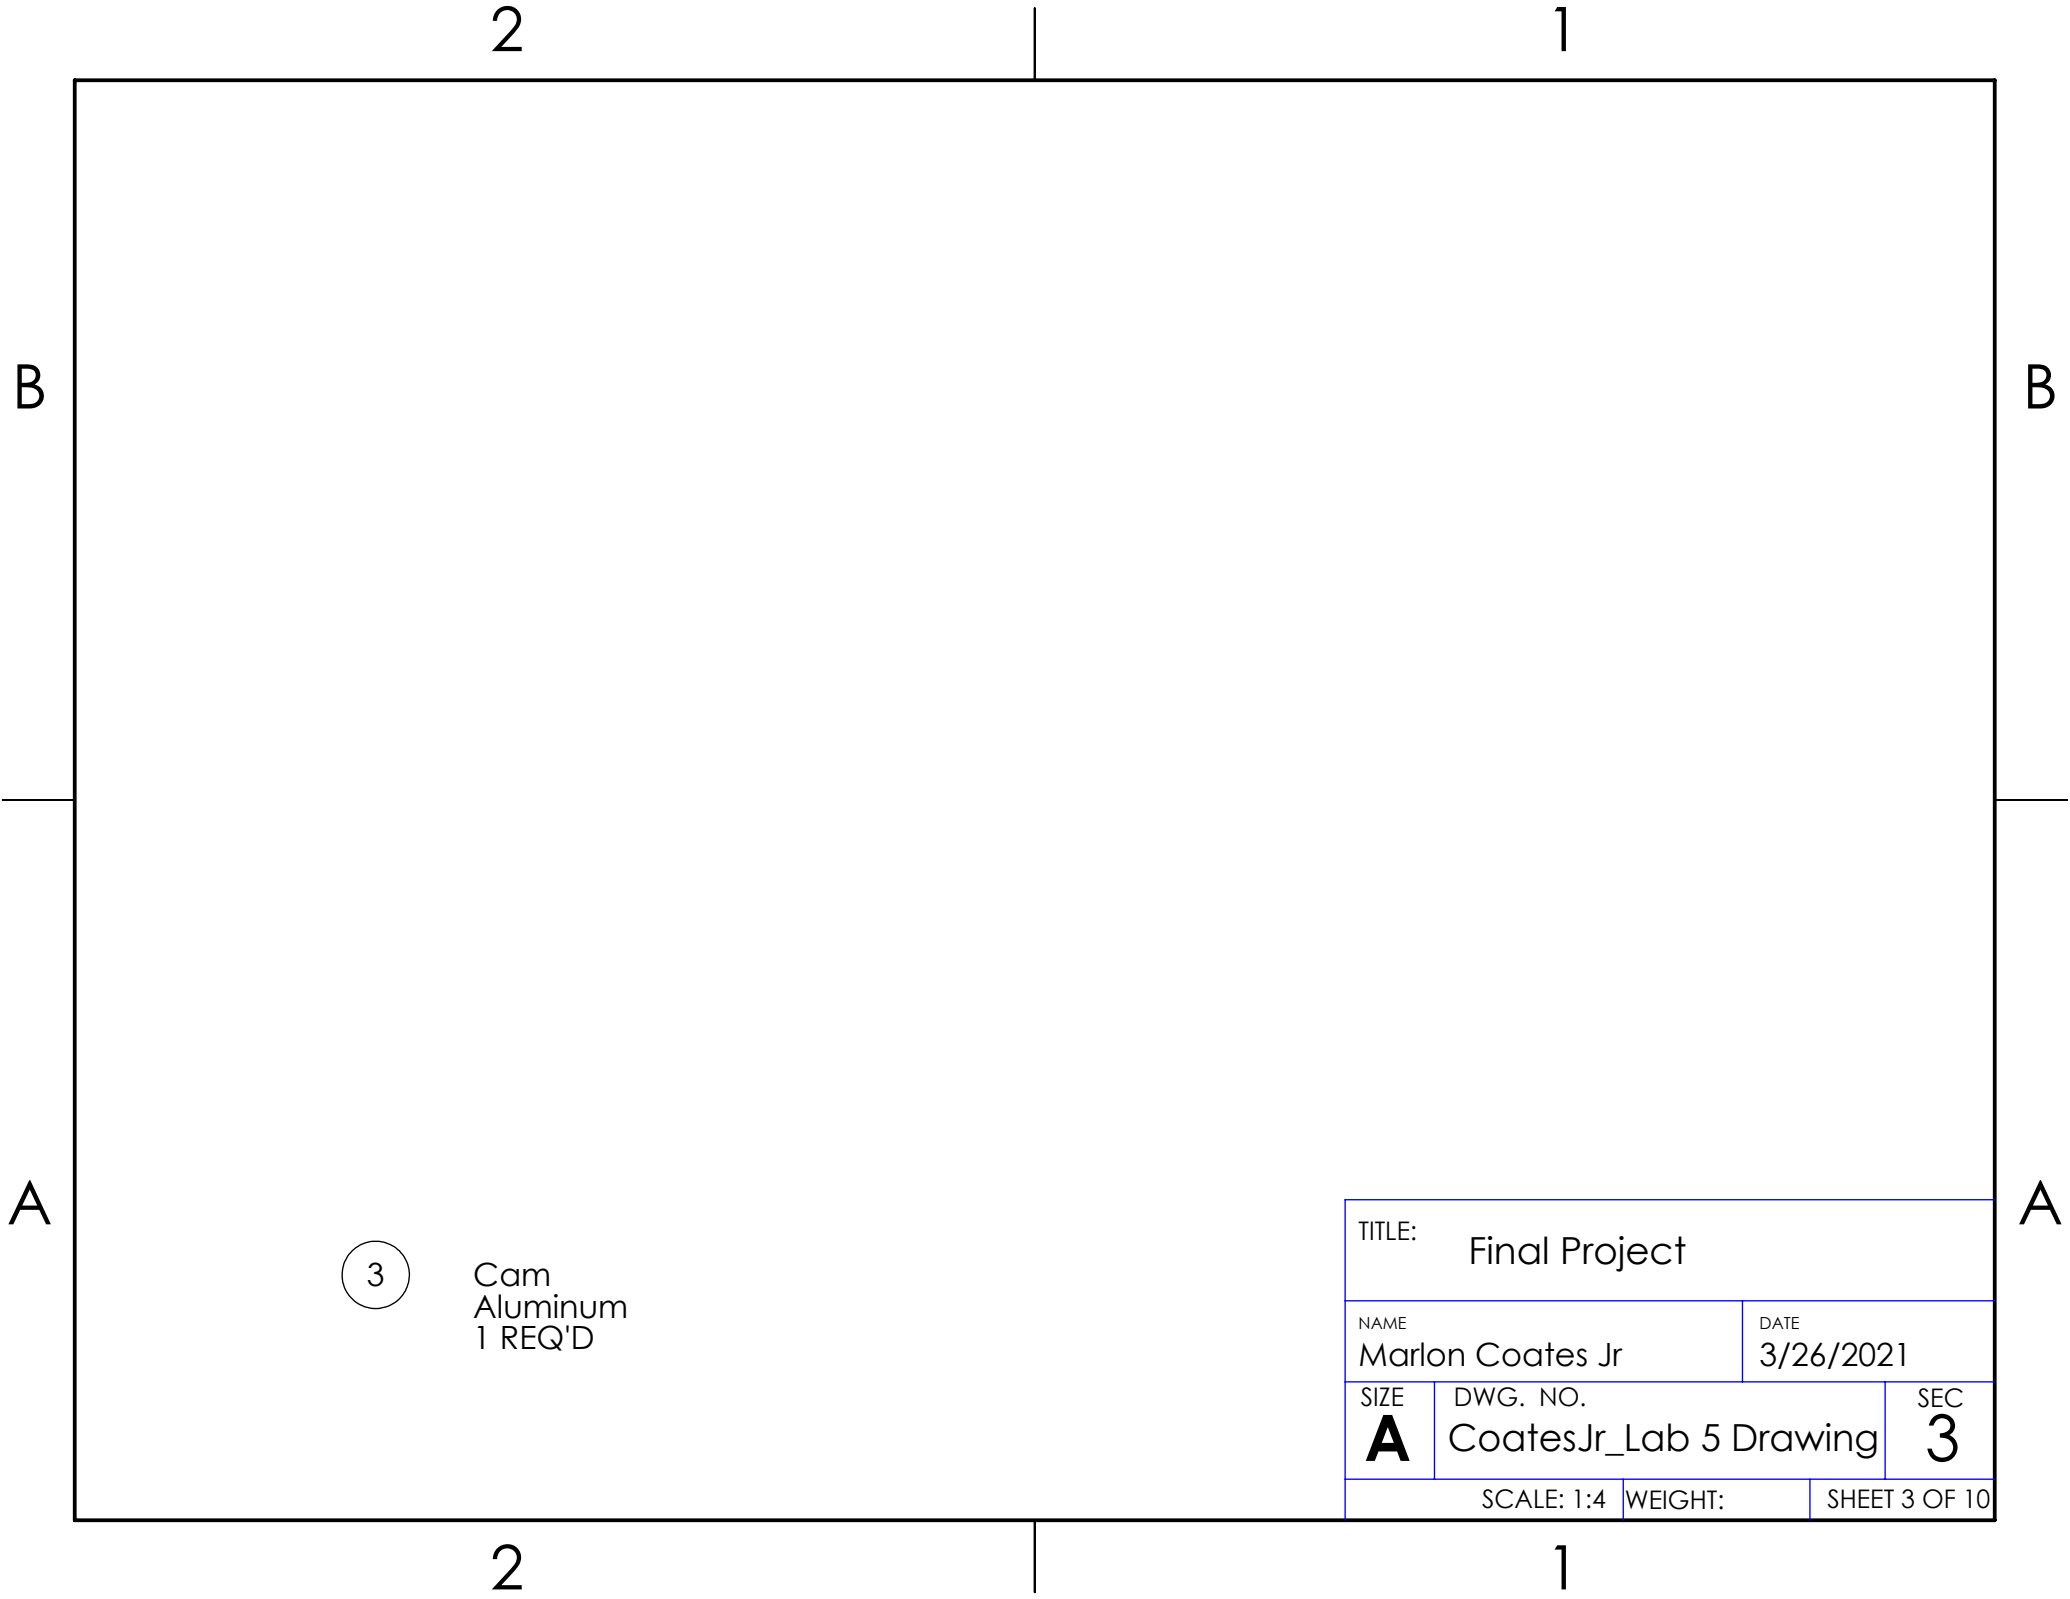 2 1
B B
A A
3
Cam
Aluminum
1 REQ'D
TITLE:
Final Project
NAME
Marlon Coates Jr
DATE
3/26/2021
SIZE
A
DWG. NO.
CoatesJr_Lab 5 Drawing
SEC
3
SCALE: 1:4 WEIGHT: SHEET 3 OF 10
2 1